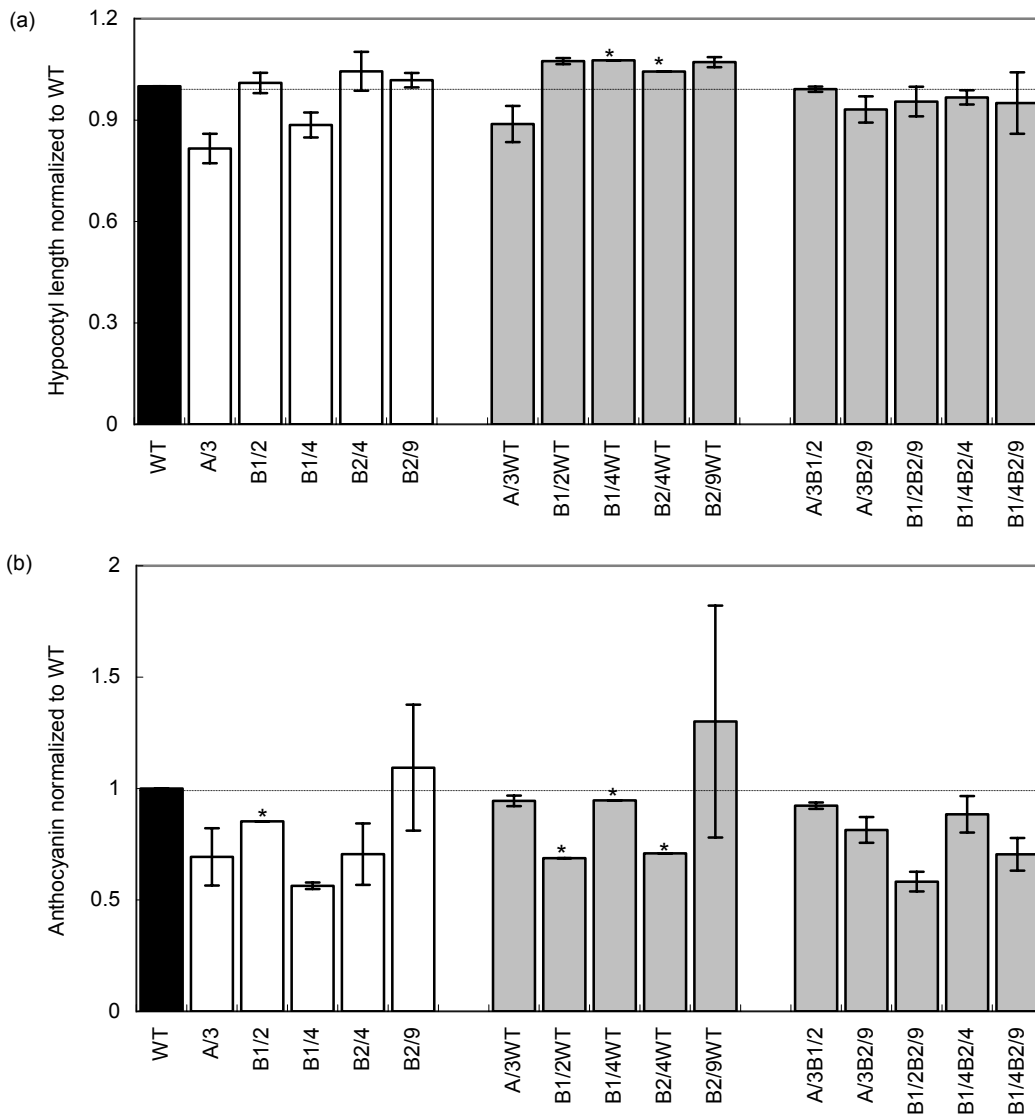 (a)
Hypocotyl length normalized to WT
1.2
0.9
0.6
0.3
0
*
*
WT
A/3
B1/2
B1/4
B2/4
B2/9
A/3WT
B1/2WT
B1/4WT
B2/4WT
B2/9WT
A/3B1/2
A/3B2/9
B1/2B2/9
B1/4B2/4
B1/4B2/9
(b)
Anthocyanin normalized to WT
2
1.5
1
0.5
0
*
*
*
*
WT
A/3
B1/2
B1/4
B2/4
B2/9
A/3WT
B1/2WT
B1/4WT
B2/4WT
B2/9WT
A/3B1/2
A/3B2/9
B1/2B2/9
B1/4B2/4
B1/4B2/9